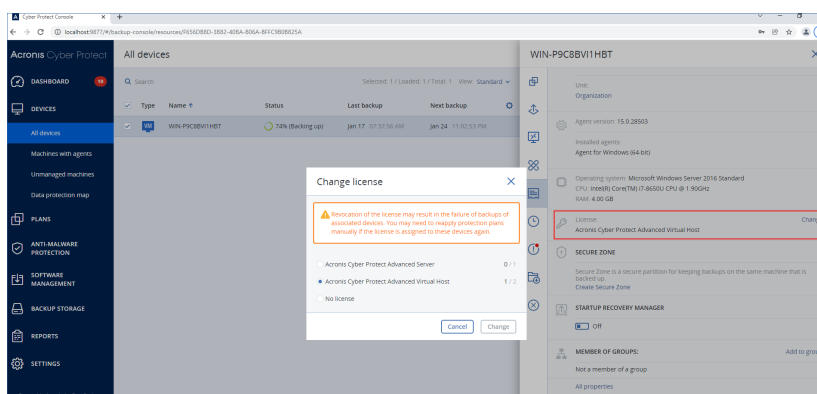 Cyber Protect Console
localhost:9877/#/backup-console/resources/F656D88D-3882-408A-806A-BFFC9808825A
Acronis Cyber Protect
DASHBOARD
10
DEVICES
All devices
Machines with agents
Unmanaged machines
Data protection map
PLANS
ANTI-MALWARE
PROTECTION
SOFTWARE
MANAGEMENT
BACKUP STORAGE
REPORTS
SETTINGS
All devices
Search
Selected: 1 / Loaded: 1 / Total: 1 View: Standard
Type Name Status Last backup Next backup
VM WIN-P9C8BVI1HBT 74% (Backing up) Jan 17 07:32:56 AM Jan 24 11:02:53 PM
Change license
Revocation of the license may result in the failure of backups of
associated devices. You may need to reapply protection plans
manually if the license is assigned to these devices again.
Acronis Cyber Protect Advanced Server 0 / 1
Acronis Cyber Protect Advanced Virtual Host 1 / 2
No license
Cancel Change
WIN-P9C8BVI1HBT
Unit:
Organization
Agent version: 15.0.28503
Installed agents:
Agent for Windows (64-bit)
Operating system: Microsoft Windows Server 2016 Standard
CPU: Intel(R) Core(TM) i7-8650U CPU @ 1.90GHz
RAM: 4.00 GB
License: Chan
Acronis Cyber Protect Advanced Virtual Host
SECURE ZONE
Secure Zone is a secure partition for keeping backups on the same machine that is
backed up.
Create Secure Zone
STARTUP RECOVERY MANAGER
Off
MEMBER OF GROUPS: Add to grou
Not a member of a group
All properties